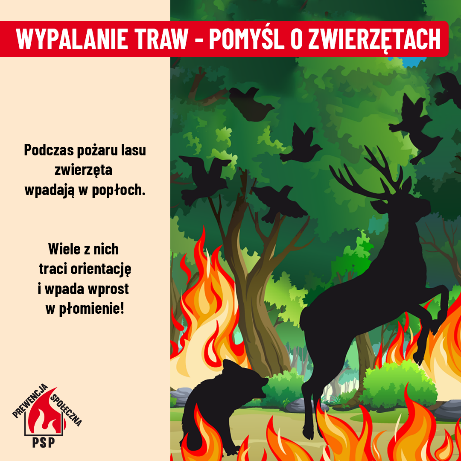 WYPALANIE TRAW - POMYŚL O ZWIERZĘTACH
Podczas pożaru lasu
zwierzęta
wpadają w popłoch.
Wiele z nich
traci orientację
i wpada wprost
w płomienie!
PREWENCJA SPOŁECZNA
PSP